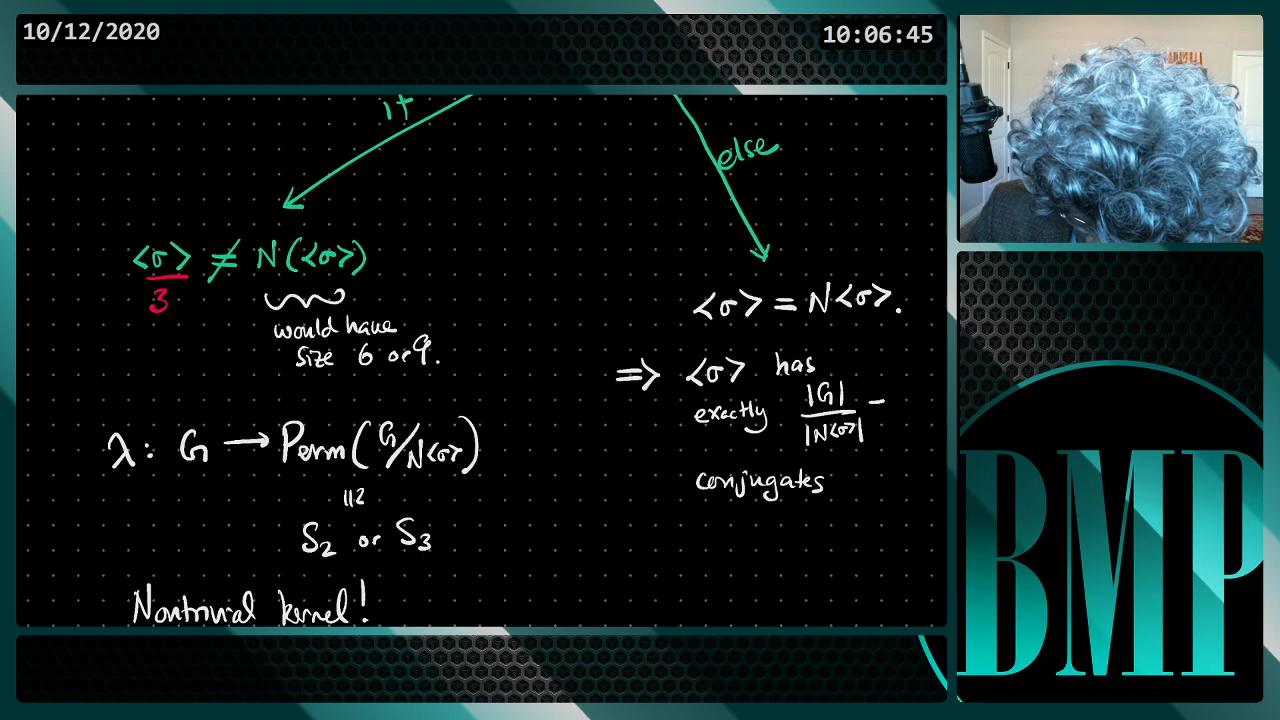 10/12/2020
10:06:45
if
else
<σ> ≠ N(<σ>)
3
would have
size 6 or 9.
λ: G → Perm(G/N<σ>)
≅
S₂ or S₃
Nontrivial kernel!
<σ> = N<σ>.
=> <σ> has
exactly |G| / |N<σ>| =
conjugates
BMP